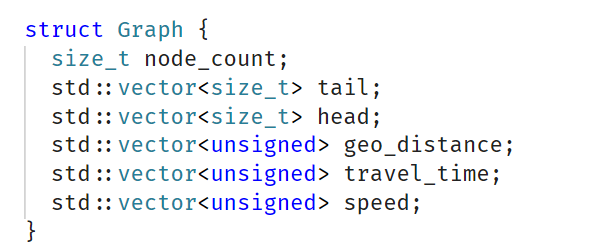 struct Graph {
size_t node_count;
std::vector<size_t> tail;
std::vector<size_t> head;
std::vector<unsigned> geo_distance;
std::vector<unsigned> travel_time;
std::vector<unsigned> speed;
}